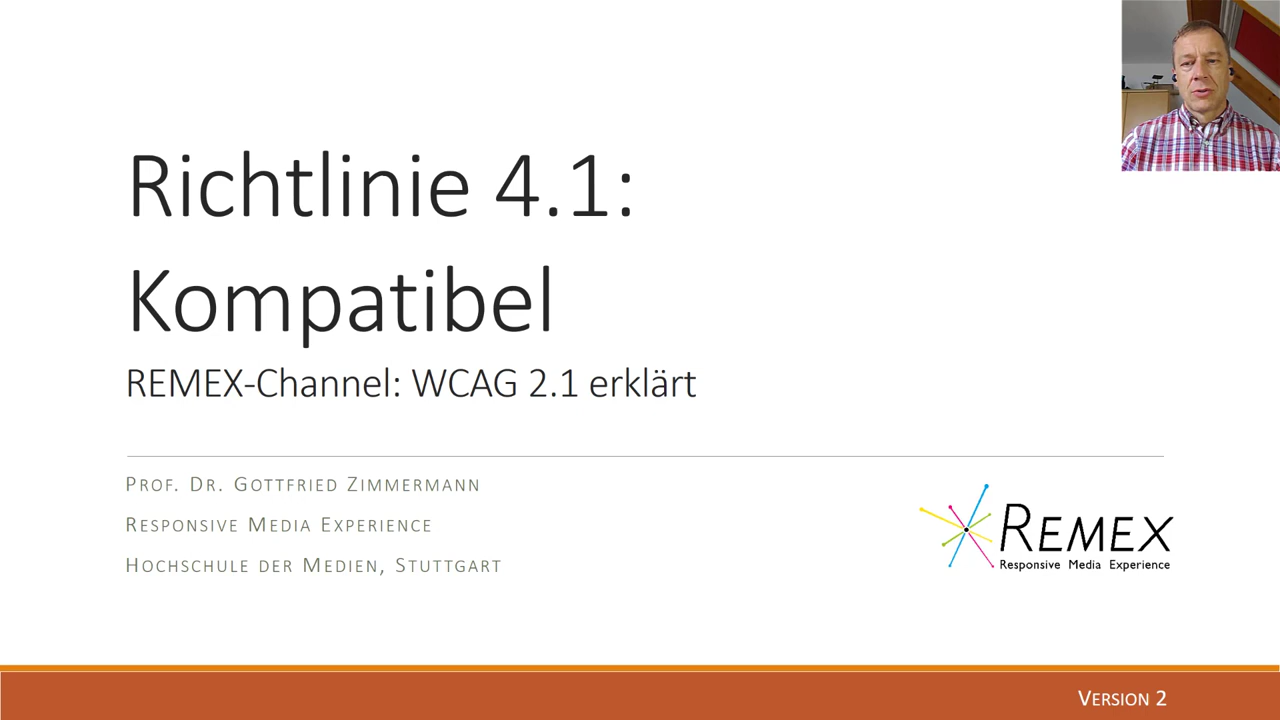 Richtlinie 4.1:
Kompatibel
REMEX-Channel: WCAG 2.1 erklärt
Prof. Dr. Gottfried Zimmermann
Responsive Media Experience
Hochschule der Medien, Stuttgart
REMEX
Responsive Media Experience
Version 2